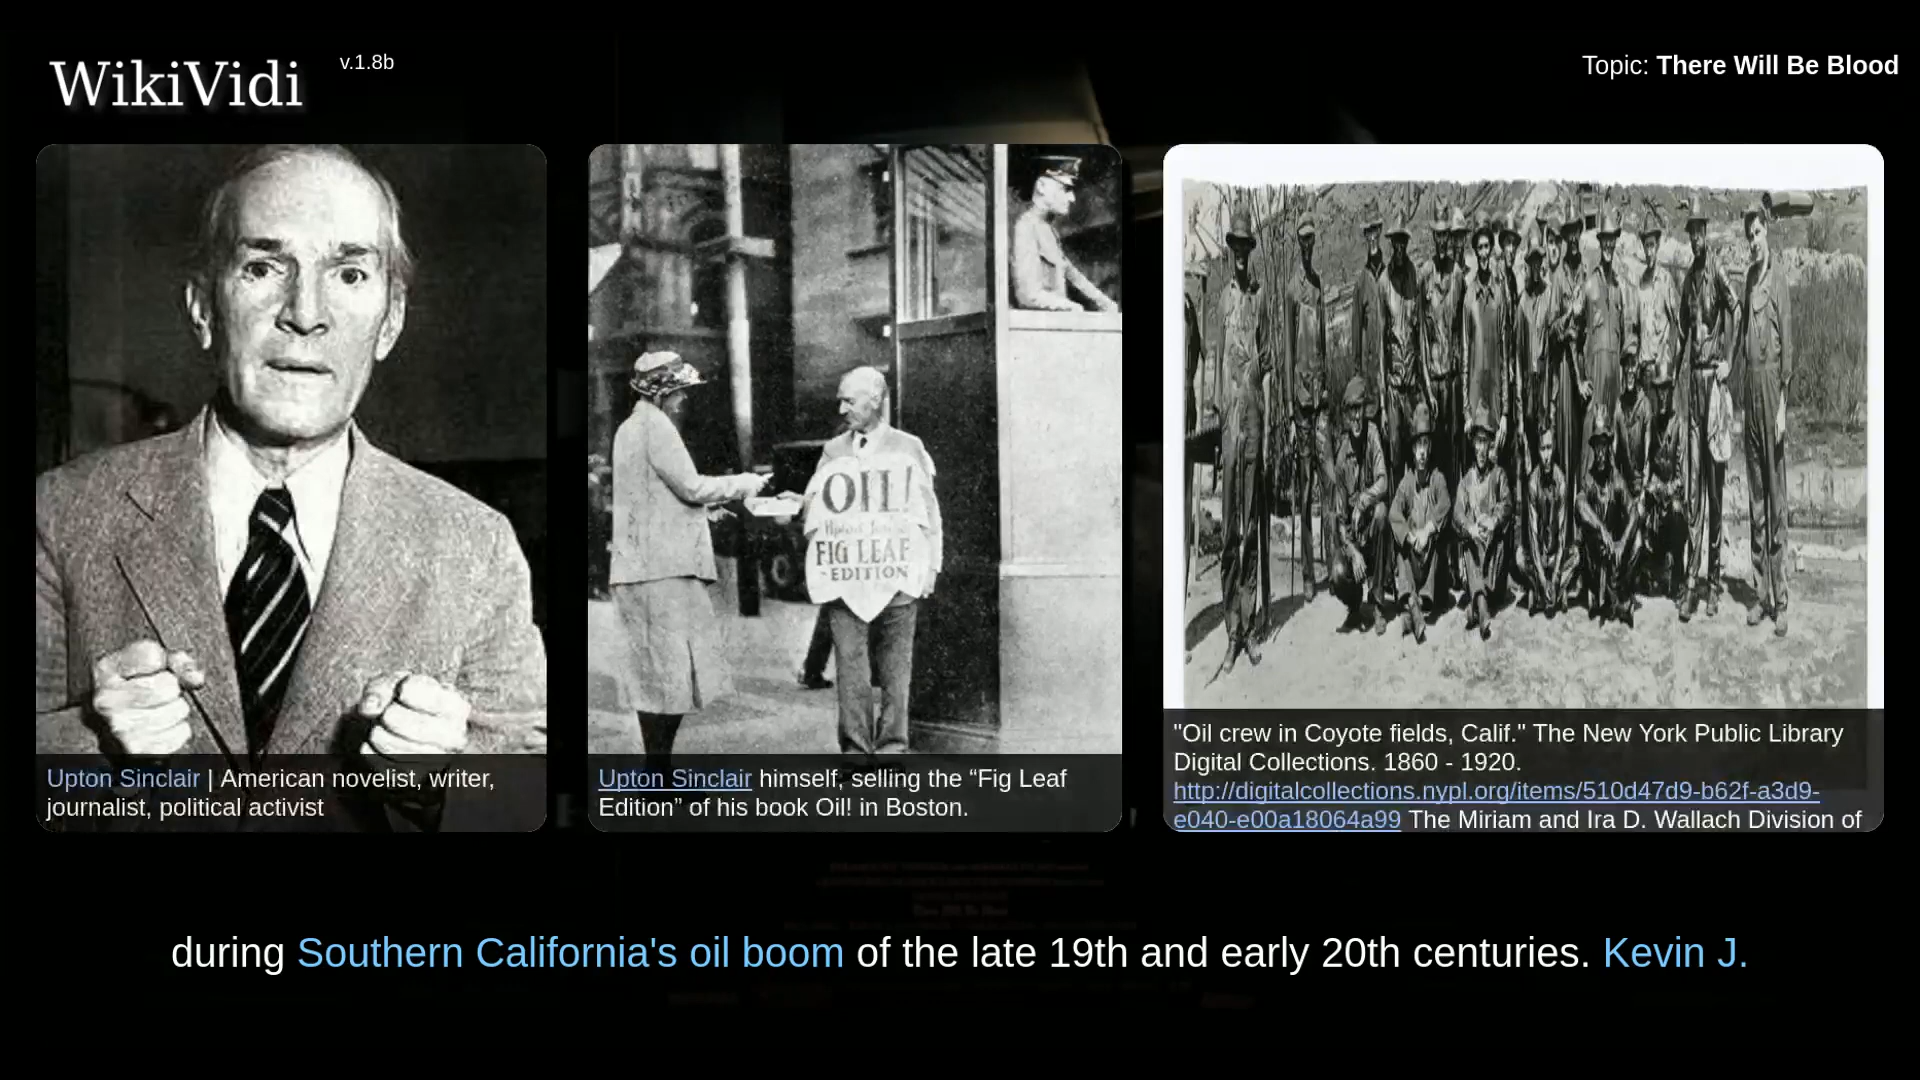 WikiVidi
v.1.8b
Topic: There Will Be Blood
OIL!
FIG LEAF
-EDITION
Upton Sinclair | American novelist, writer,
journalist, political activist
Upton Sinclair himself, selling the “Fig Leaf
Edition” of his book Oil! in Boston.
"Oil crew in Coyote fields, Calif." The New York Public Library
Digital Collections. 1860 - 1920.
http://digitalcollections.nypl.org/items/510d47d9-b62f-a3d9-
e040-e00a18064a99 The Miriam and Ira D. Wallach Division of
during Southern California's oil boom of the late 19th and early 20th centuries. Kevin J.